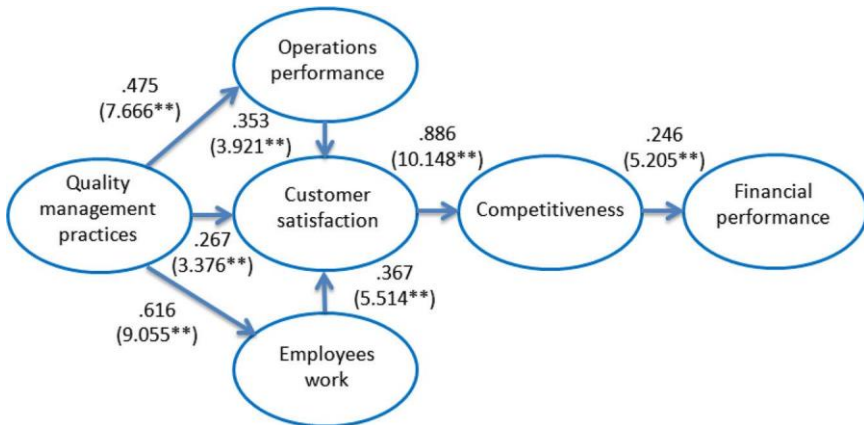 Operations
performance
.475
(7.666**)
.353
(3.921**)
.886
(10.148**)
.246
(5.205**)
Quality
management
practices
Customer
satisfaction
Competitiveness
Financial
performance
.267
(3.376**)
.367
(5.514**)
.616
(9.055**)
Employees
work